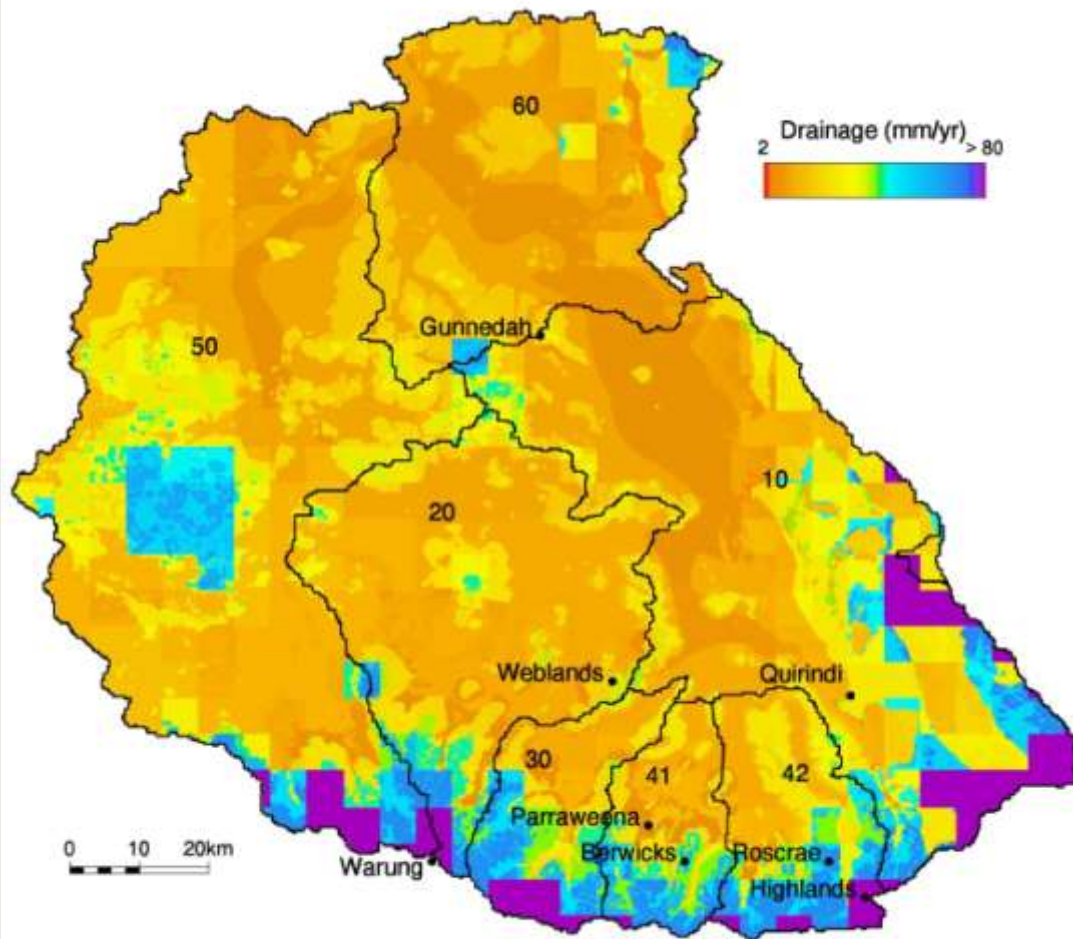 60
Drainage (mm/yr)
2 > 80
Gunnedah
50
10
20
Weblands
Quirindi
30
41
42
Parraweena
0 10 20km
Berwicks
Roscrae
Warung
Highlands